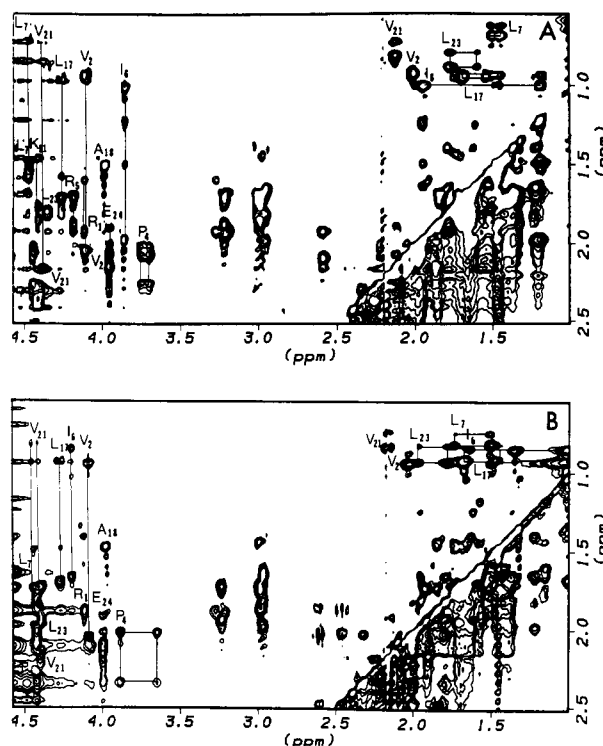 L7 V21 L17 V2 I6 V21 V2 L23 L7 A
I6 L17
1.0
A18
L7 K
R5
1.5
L23 R1 E24 P4
V2
2.0
V21
2.5
4.5 4.0 3.5 3.0 2.5 2.0 1.5
(ppm)
(ppm)
B
V21 L17 I6 V2 V21 L23 L7 I6
V2 L17
1.0
A18
1.5
L7
R1 E24 P4
L23
2.0
V21
2.5
4.5 4.0 3.5 3.0 2.5 2.0 1.5
(ppm)
(ppm)